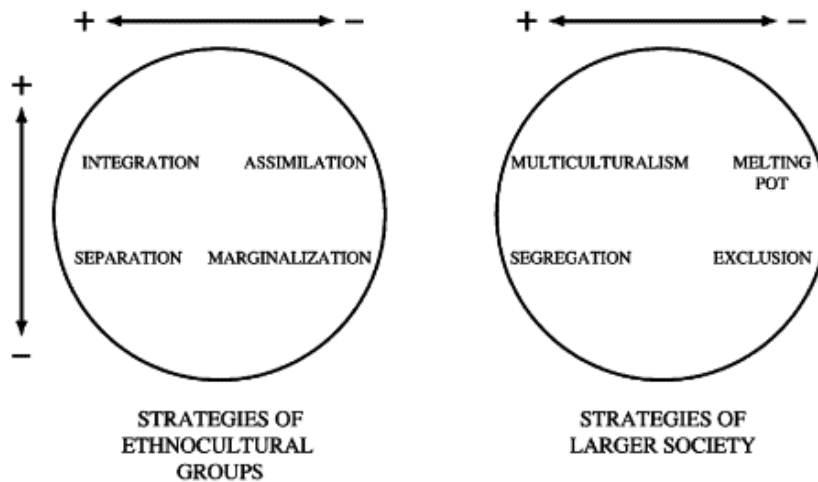 + −
+ −
+
INTEGRATION ASSIMILATION
MULTICULTURALISM MELTING
POT
SEPARATION MARGINALIZATION
SEGREGATION EXCLUSION
−
STRATEGIES OF
ETHNOCULTURAL
GROUPS
STRATEGIES OF
LARGER SOCIETY